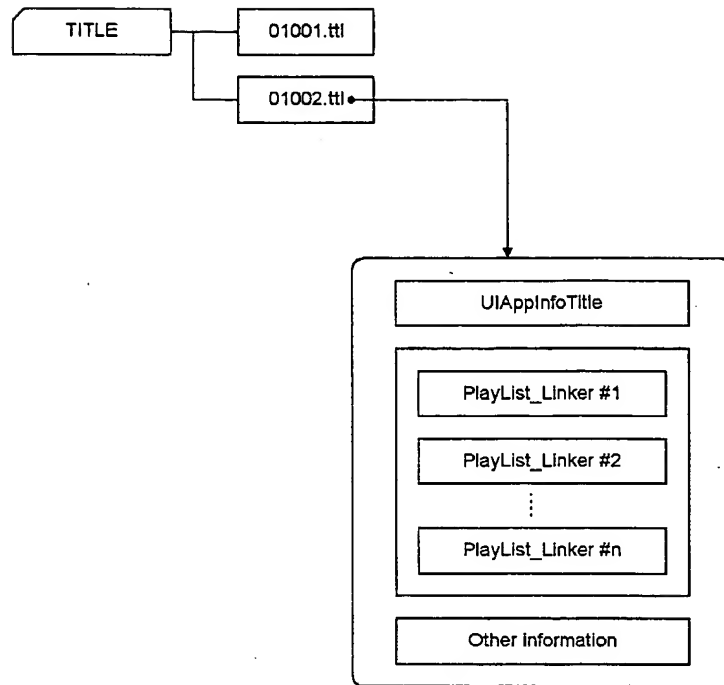 TITLE
01001.ttl
01002.ttl
UIAppInfoTitle
PlayList_Linker #1
PlayList_Linker #2
PlayList_Linker #n
Other information